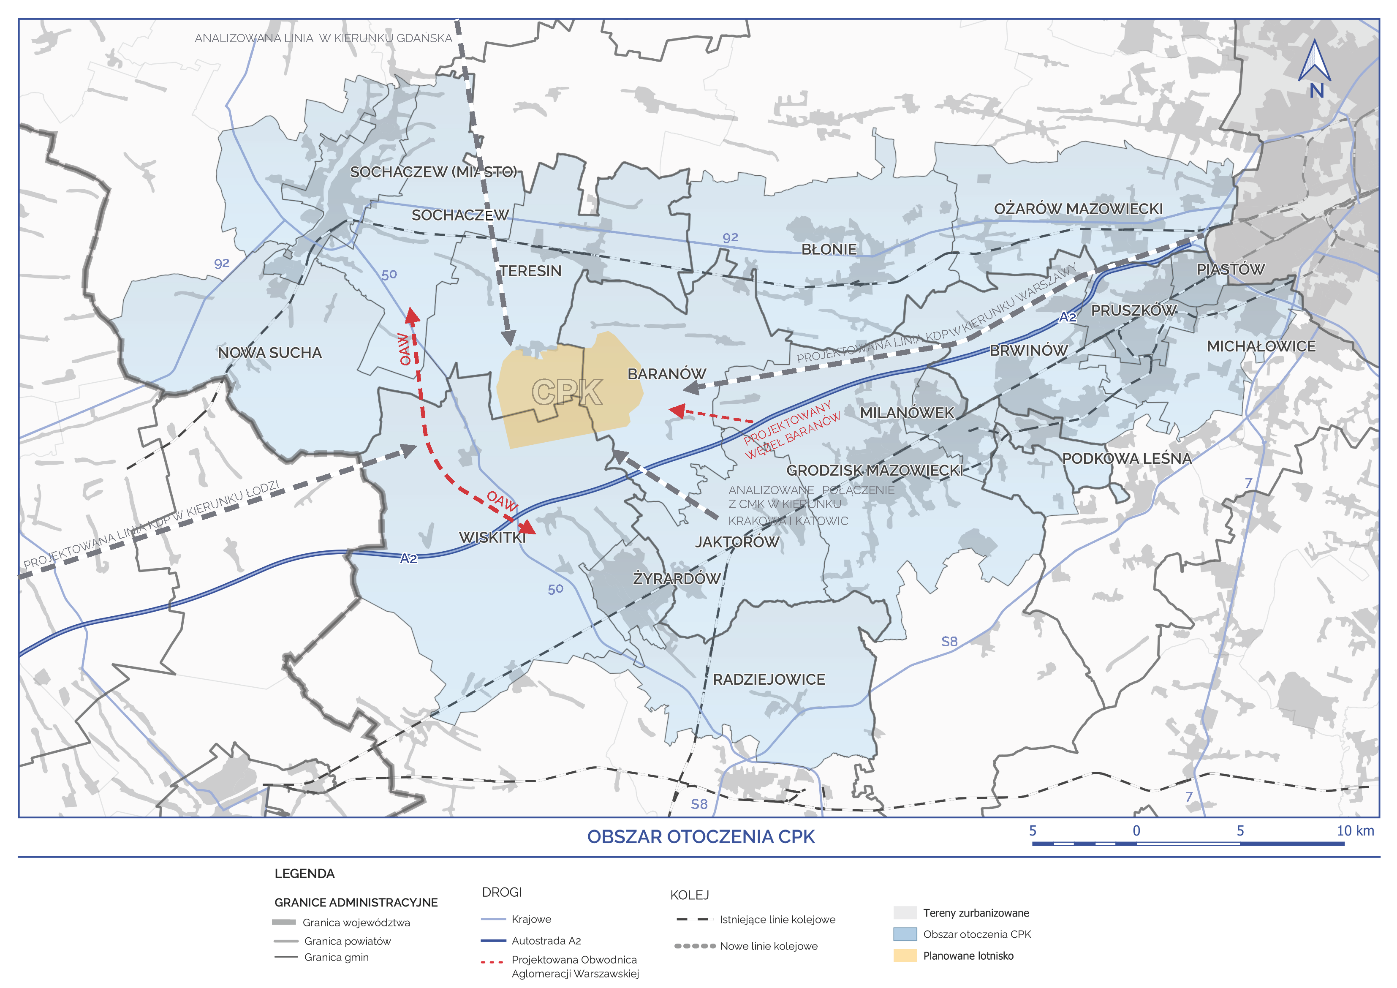 ANALIZOWANA LINIA W KIERUNKU GDAŃSKA
N
SOCHACZEW (MIASTO)
SOCHACZEW
92
OŻARÓW MAZOWIECKI
BŁONIE
92
50
TERESIN
PIASTÓW
PROJEKTOWANA LINIA KDP W KIERUNKU WARSZAWY
A2
PRUSZKÓW
OAW
NOWA SUCHA
BRWINÓW
MICHAŁOWICE
BARANÓW
CPK
MILANÓWEK
PROJEKTOWANY
WĘZEŁ BARANÓW
PODKOWA LEŚNA
GRODZISK MAZOWIECKI
7
PROJEKTOWANA LINIA KDP W KIERUNKU ŁODZI
ANALIZOWANE POŁĄCZENIE
Z CMK W KIERUNKU
KRAKOWA I KATOWIC
OAW
WISKITKI
JAKTORÓW
A2
ŻYRARDÓW
50
S8
RADZIEJOWICE
S8
7
OBSZAR OTOCZENIA CPK
5 0 5 10 km
LEGENDA
GRANICE ADMINISTRACYJNE
Granica województwa
Granica powiatów
Granica gmin
DROGI
Krajowe
Autostrada A2
Projektowana Obwodnica
Aglomeracji Warszawskiej
KOLEJ
Istniejące linie kolejowe
Nowe linie kolejowe
Tereny zurbanizowane
Obszar otoczenia CPK
Planowane lotnisko